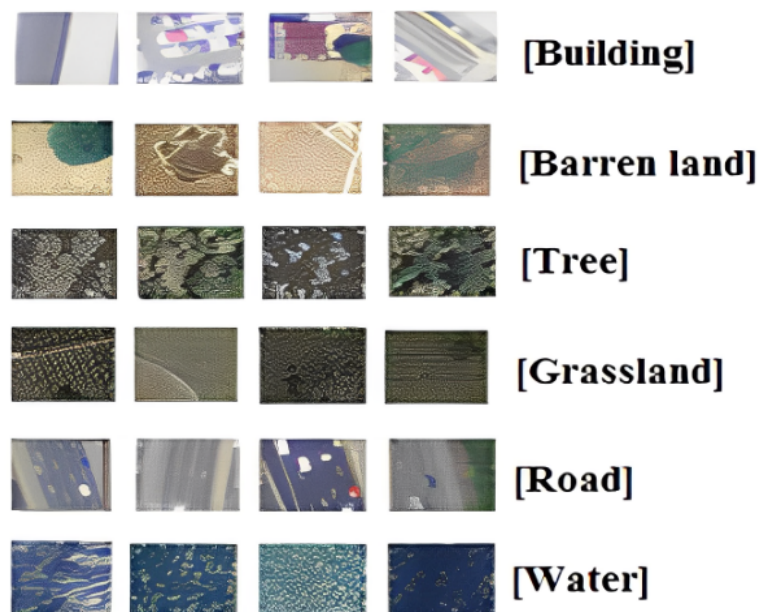 [Building]
[Barren land]
[Tree]
[Grassland]
[Road]
[Water]